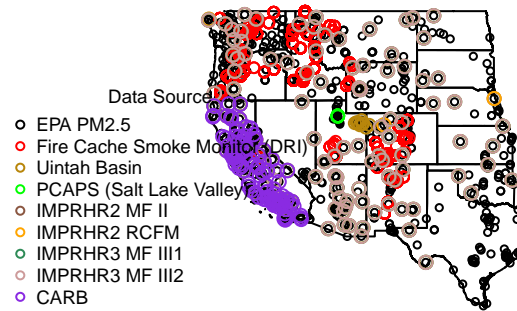 Data Source
EPA PM2.5
Fire Cache Smoke Monitor (DRI)
Uintah Basin
PCAPS (Salt Lake Valley)
IMPRHR2 MF II
IMPRHR2 RCFM
IMPRHR3 MF III1
IMPRHR3 MF III2
CARB